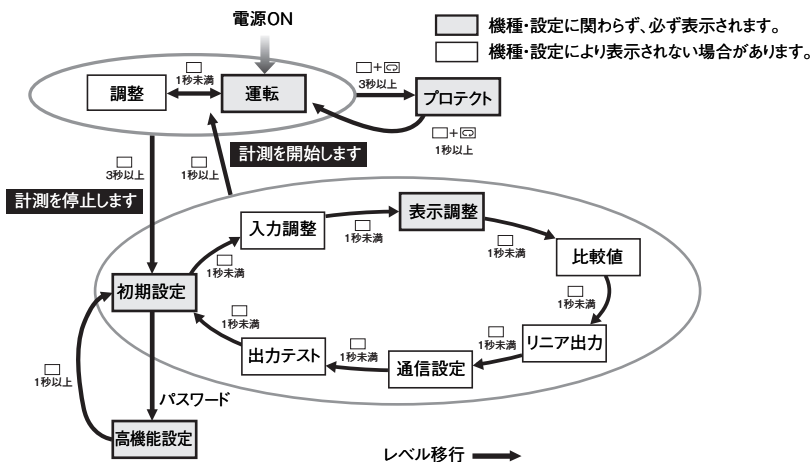 電源ON
機種・設定に関わらず、必ず表示されます。
機種・設定により表示されない場合があります。
調整
1秒未満
運転
+
3秒以上
プロテクト
+
1秒以上
計測を開始します
3秒以上
1秒以上
計測を停止します
入力調整
1秒未満
表示調整
1秒未満
比較値
1秒未満
初期設定
1秒未満
1秒未満
リニア出力
1秒未満
通信設定
1秒未満
出力テスト
1秒以上
パスワード
高機能設定
レベル移行